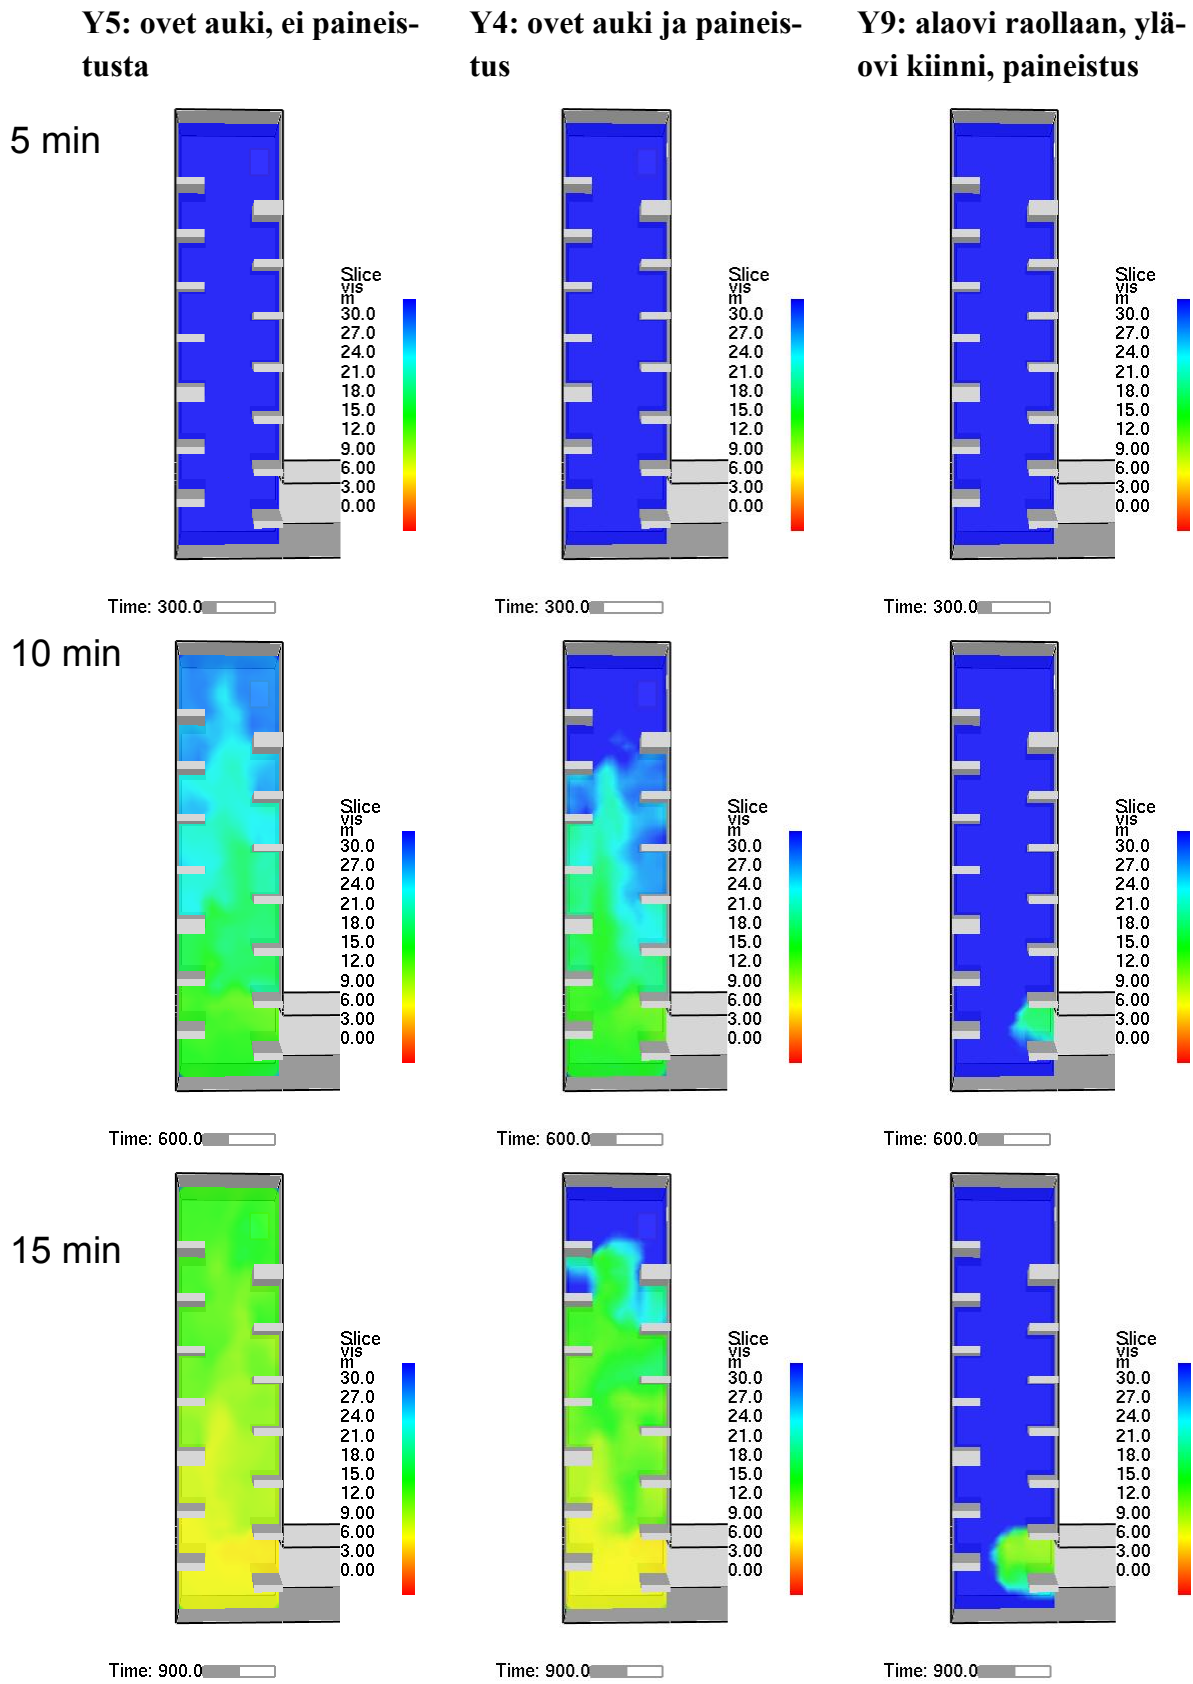 Y5: ovet auki, ei paineis-
tusta
Y4: ovet auki ja paineis-
tus
Y9: alaovi raollaan, ylä-
ovi kiinni, paineistus
5 min
Slice
vis
m
30.0
27.0
24.0
21.0
18.0
15.0
12.0
9.00
6.00
3.00
0.00
Time: 300.0
Slice
vis
m
30.0
27.0
24.0
21.0
18.0
15.0
12.0
9.00
6.00
3.00
0.00
Time: 300.0
Slice
vis
m
30.0
27.0
24.0
21.0
18.0
15.0
12.0
9.00
6.00
3.00
0.00
Time: 300.0
10 min
Slice
vis
m
30.0
27.0
24.0
21.0
18.0
15.0
12.0
9.00
6.00
3.00
0.00
Time: 600.0
Slice
vis
m
30.0
27.0
24.0
21.0
18.0
15.0
12.0
9.00
6.00
3.00
0.00
Time: 600.0
Slice
vis
m
30.0
27.0
24.0
21.0
18.0
15.0
12.0
9.00
6.00
3.00
0.00
Time: 600.0
15 min
Slice
vis
m
30.0
27.0
24.0
21.0
18.0
15.0
12.0
9.00
6.00
3.00
0.00
Time: 900.0
Slice
vis
m
30.0
27.0
24.0
21.0
18.0
15.0
12.0
9.00
6.00
3.00
0.00
Time: 900.0
Slice
vis
m
30.0
27.0
24.0
21.0
18.0
15.0
12.0
9.00
6.00
3.00
0.00
Time: 900.0